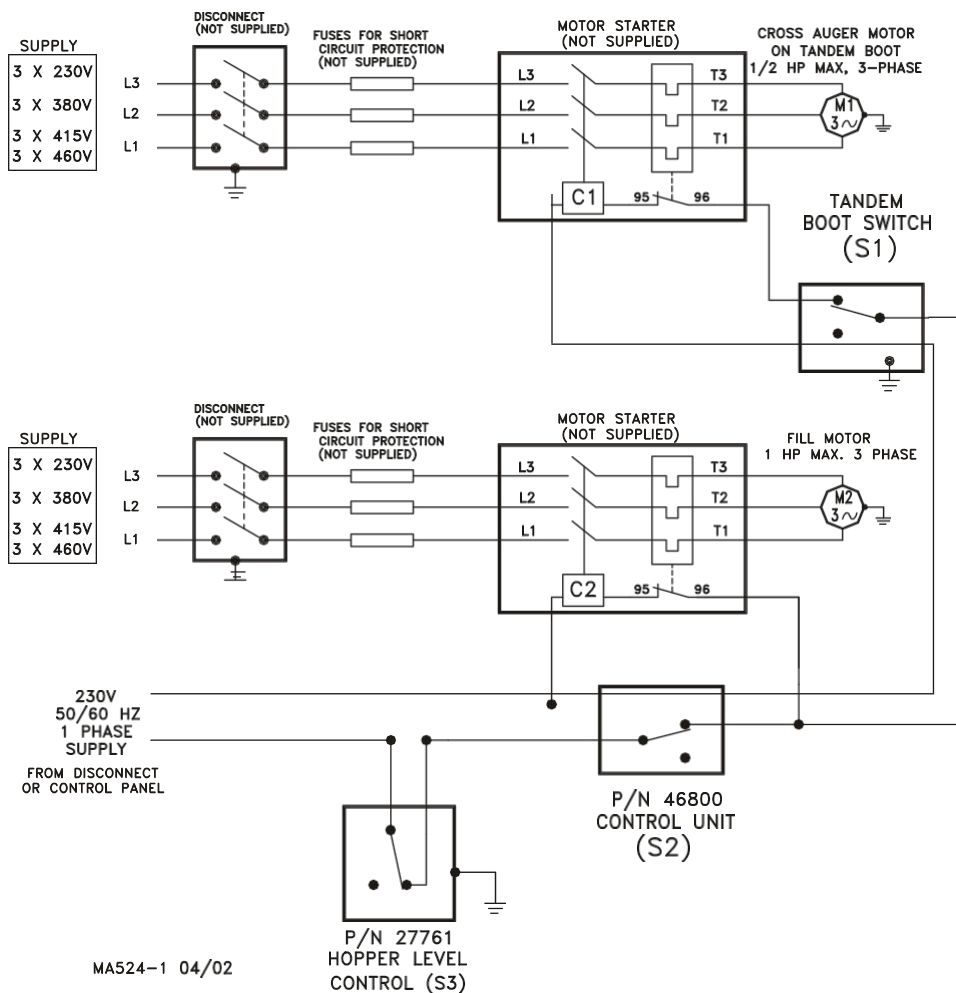 DISCONNECT
(NOT SUPPLIED)
FUSES FOR SHORT
CIRCUIT PROTECTION
(NOT SUPPLIED)
MOTOR STARTER
(NOT SUPPLIED)
CROSS AUGER MOTOR
ON TANDEM BOOT
1/2 HP MAX, 3-PHASE
SUPPLY
3 X 230V
3 X 380V
3 X 415V
3 X 460V
L3
L2
L1
L3
L2
L1
T3
T2
T1
M1
3~
C1
95
96
TANDEM
BOOT SWITCH
(S1)
DISCONNECT
(NOT SUPPLIED)
FUSES FOR SHORT
CIRCUIT PROTECTION
(NOT SUPPLIED)
MOTOR STARTER
(NOT SUPPLIED)
FILL MOTOR
1 HP MAX. 3 PHASE
SUPPLY
3 X 230V
3 X 380V
3 X 415V
3 X 460V
L3
L2
L1
L3
L2
L1
T3
T2
T1
M2
3~
C2
95
96
230V
50/60 HZ
1 PHASE
SUPPLY
FROM DISCONNECT
OR CONTROL PANEL
P/N 46800
CONTROL UNIT
(S2)
P/N 27761
HOPPER LEVEL
CONTROL (S3)
MA524-1 04/02